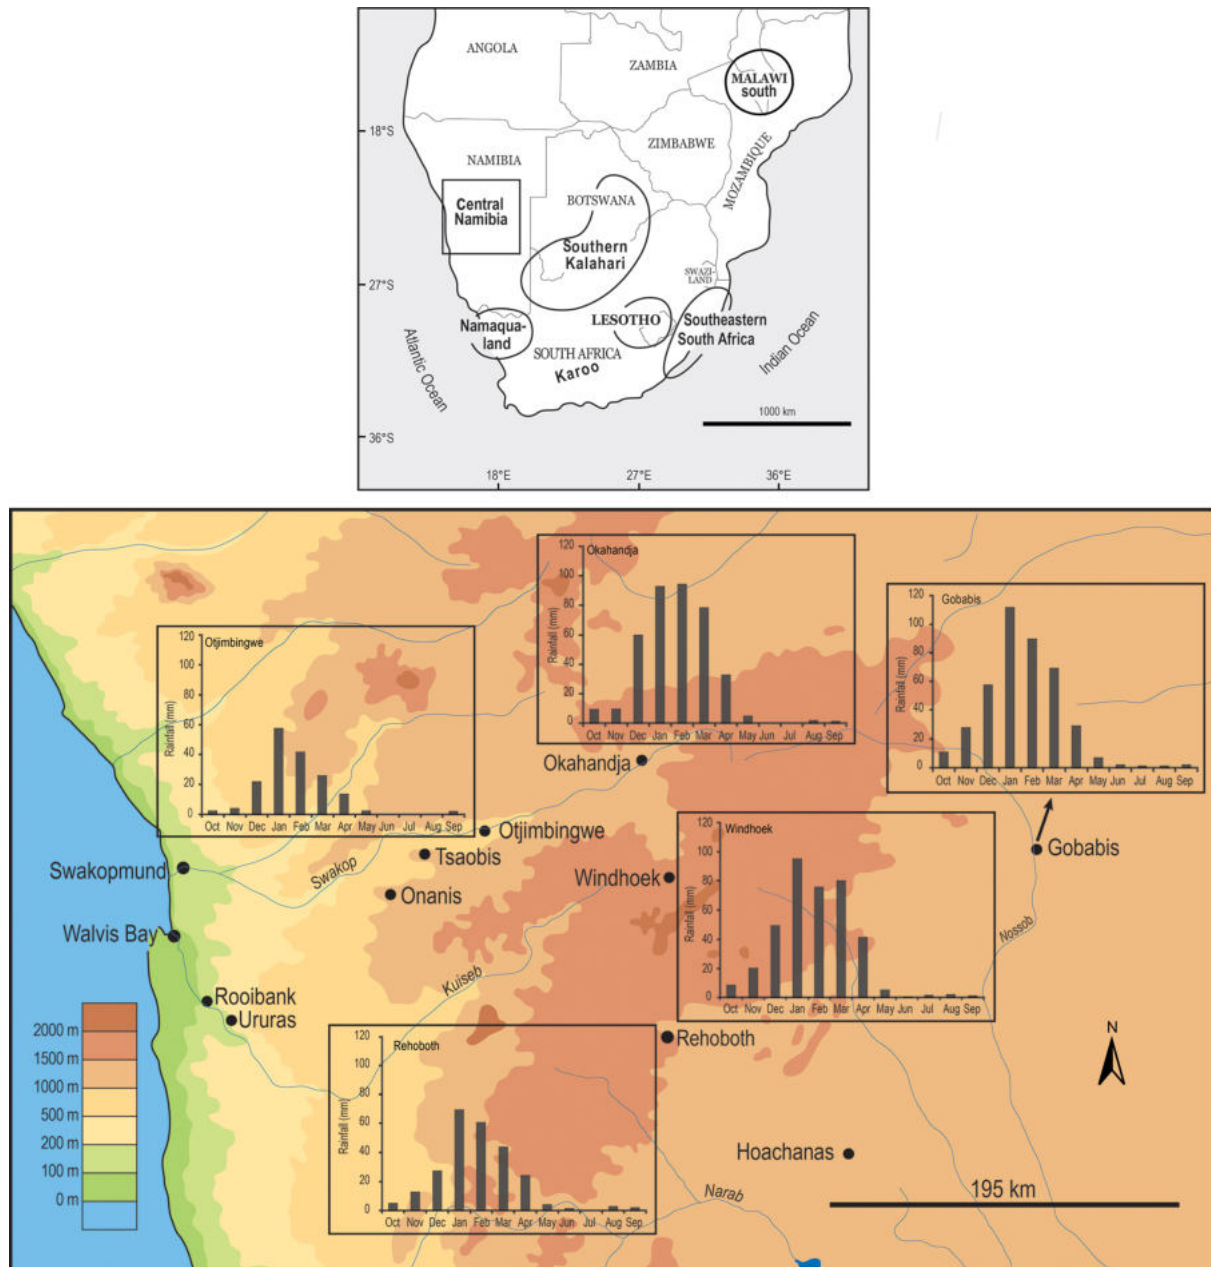 ANGOLA
ZAMBIA
MALAWI
south
18°S
ZIMBABWE
MOZAMBIQUE
NAMIBIA
Central
Namibia
BOTSWANA
Southern
Kalahari
SWAZI-
LAND
27°S
Namaqua-
land
LESOTHO
Southeastern
South Africa
SOUTH AFRICA
Karoo
Atlantic Ocean
Indian Ocean
1000 km
36°S
18°E 27°E 36°E
Okahandja
Rainfall (mm)
120
100
80
60
40
20
0
Oct Nov Dec Jan Feb Mar Apr May Jun Jul Aug Sep
Gobabis
Rainfall (mm)
120
100
80
60
40
20
0
Oct Nov Dec Jan Feb Mar Apr May Jun Jul Aug Sep
Otjimbingwe
Rainfall (mm)
120
100
80
60
40
20
0
Oct Nov Dec Jan Feb Mar Apr May Jun Jul Aug Sep
Okahandja
Otjimbingwe
Tsaobis
Swakopmund
Swakop
Onanis
Windhoek
Gobabis
Windhoek
Rainfall (mm)
120
100
80
60
40
20
0
Oct Nov Dec Jan Feb Mar Apr May Jun Jul Aug Sep
Walvis Bay
Nossob
Kuiseb
Rooibank
Ururas
2000 m
1500 m
1000 m
500 m
200 m
100 m
0 m
Rehoboth
Rainfall (mm)
120
100
80
60
40
20
0
Oct Nov Dec Jan Feb Mar Apr May Jun Jul Aug Sep
Rehoboth
N
Hoachanas
Narab
195 km